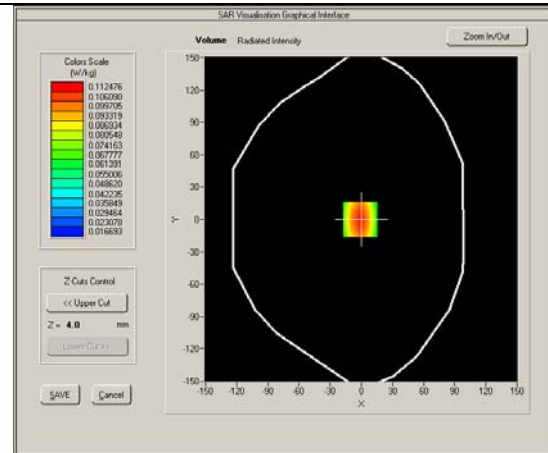 SAR Visualisation Graphical Interface
Volume Radiated Intensity
Zoom In/Out
Colors Scale
(W/kg)
0.112476
0.106090
0.099705
0.093319
0.086934
0.080548
0.074163
0.067777
0.061391
0.055006
0.048620
0.042235
0.035849
0.029464
0.023078
0.016693
Z-Cuts Control
<< Upper Cut
Z = 4.0 mm
Lower Cut >>
SAVE Cancel
150
120
90
60
30
0
-30
-60
-90
-120
-150
Y
-150 -120 -90 -60 -30 0 30 60 90 120 150
X